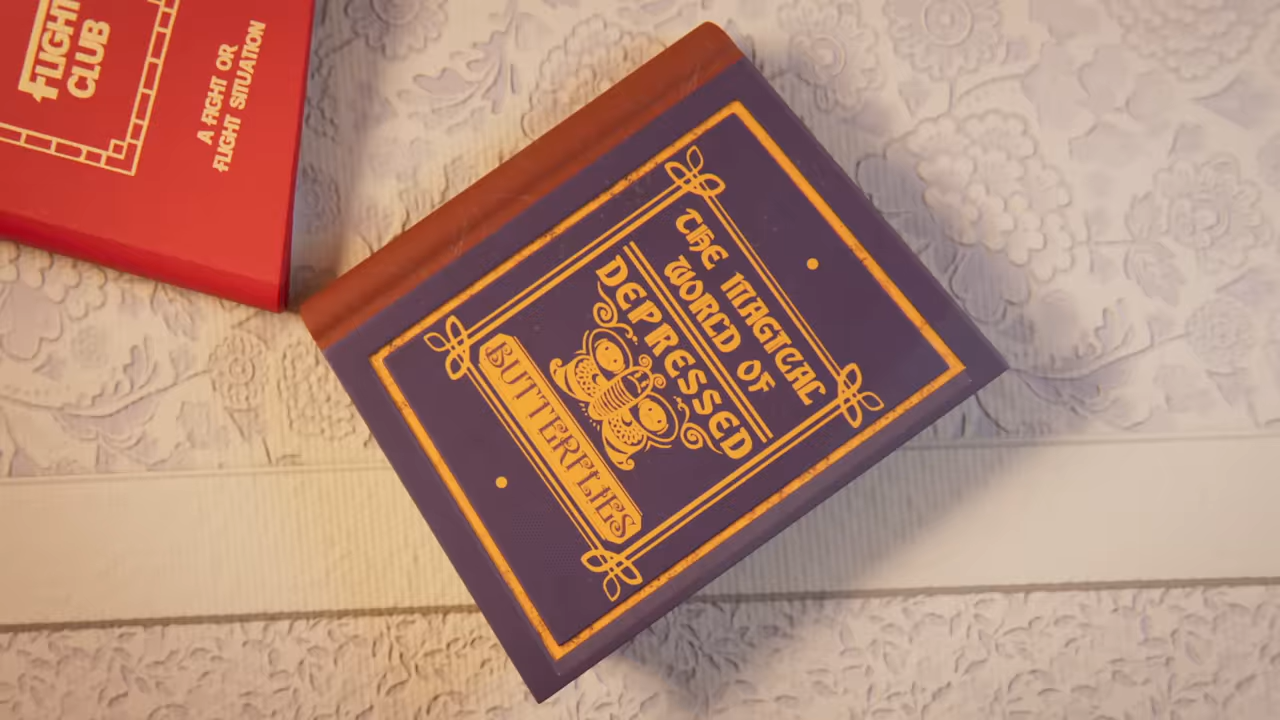 FLIGHT
CLUB
A FIGHT OR
FLIGHT SITUATION
THE MAGICAL
WORLD OF
DEPRESSED
BUTTERFLIES